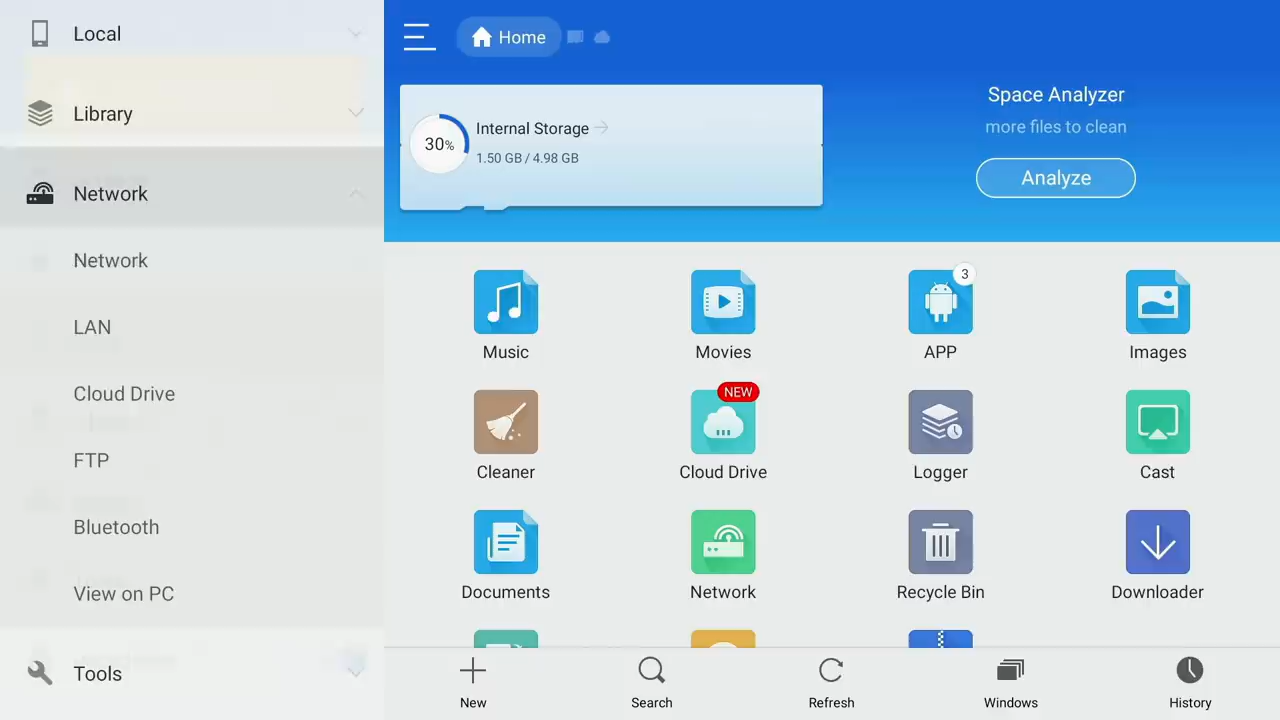 Local
Library
Network
Network
LAN
Cloud Drive
FTP
Bluetooth
View on PC
Tools
Home
30%
Internal Storage
1.50 GB / 4.98 GB
Space Analyzer
more files to clean
Analyze
3
Music
Movies
APP
Images
NEW
Cleaner
Cloud Drive
Logger
Cast
Documents
Network
Recycle Bin
Downloader
New
Search
Refresh
Windows
History